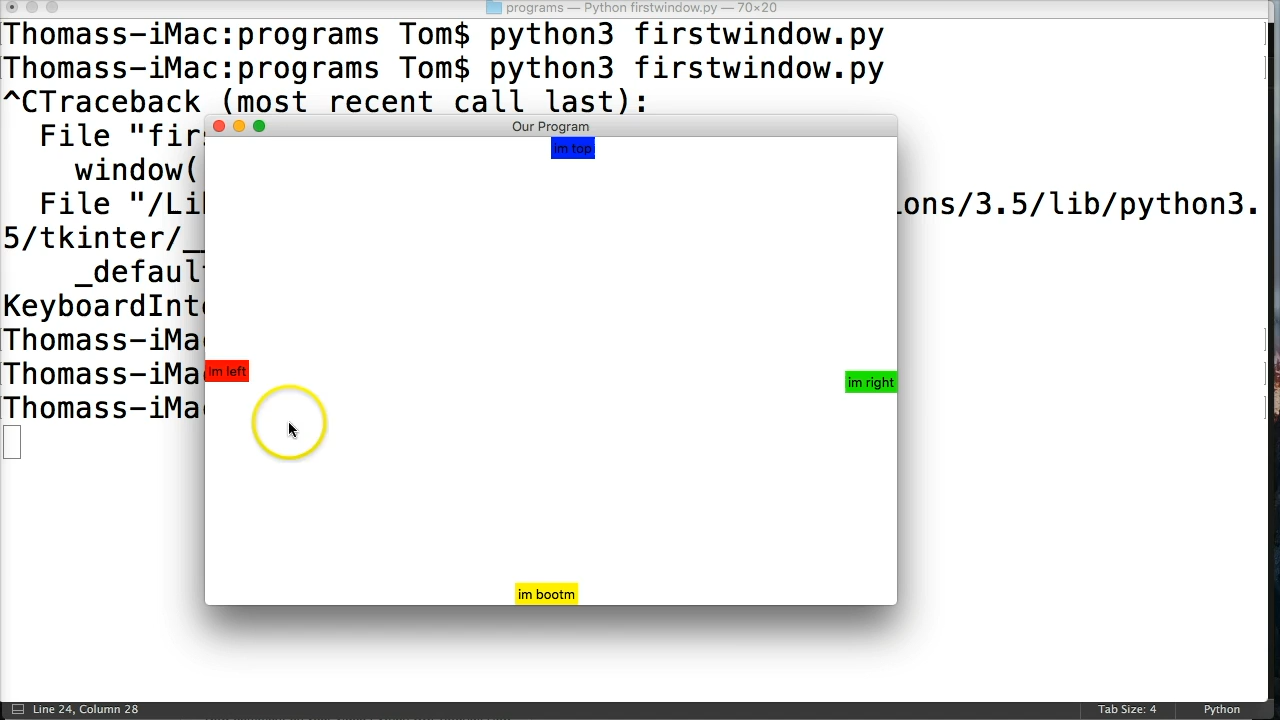 programs — Python firstwindow.py — 70×20
Thomass-iMac:programs Tom$ python3 firstwindow.py
Thomass-iMac:programs Tom$ python3 firstwindow.py
^CTraceback (most recent call last):
File "fir
window(
File "/Li ions/3.5/lib/python3.
5/tkinter/__
_defaul
KeyboardInte
Thomass-iMa
Thomass-iMa
Thomass-iMa
Our Program
im top
im left
im right
im bootm
Line 24, Column 28
Tab Size: 4
Python